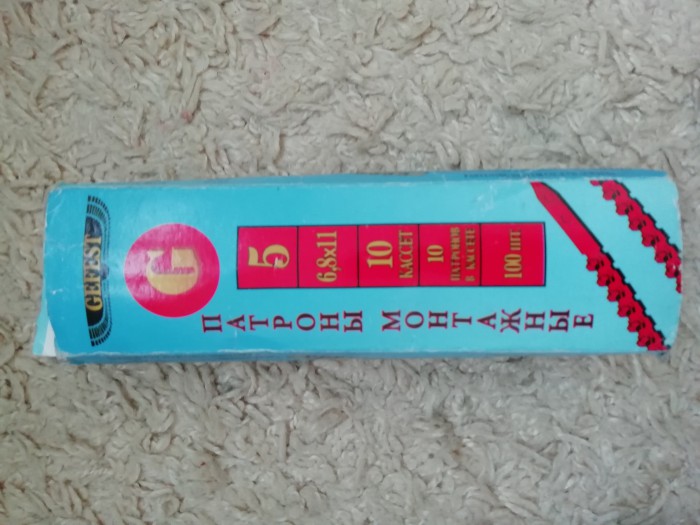 GEFEST
G
5
6,8x11
10
КАССЕТ
10
ПАТРОНОВ
В КАССЕТЕ
100 ШТ
ПАТРОНЫ МОНТАЖНЫЕ